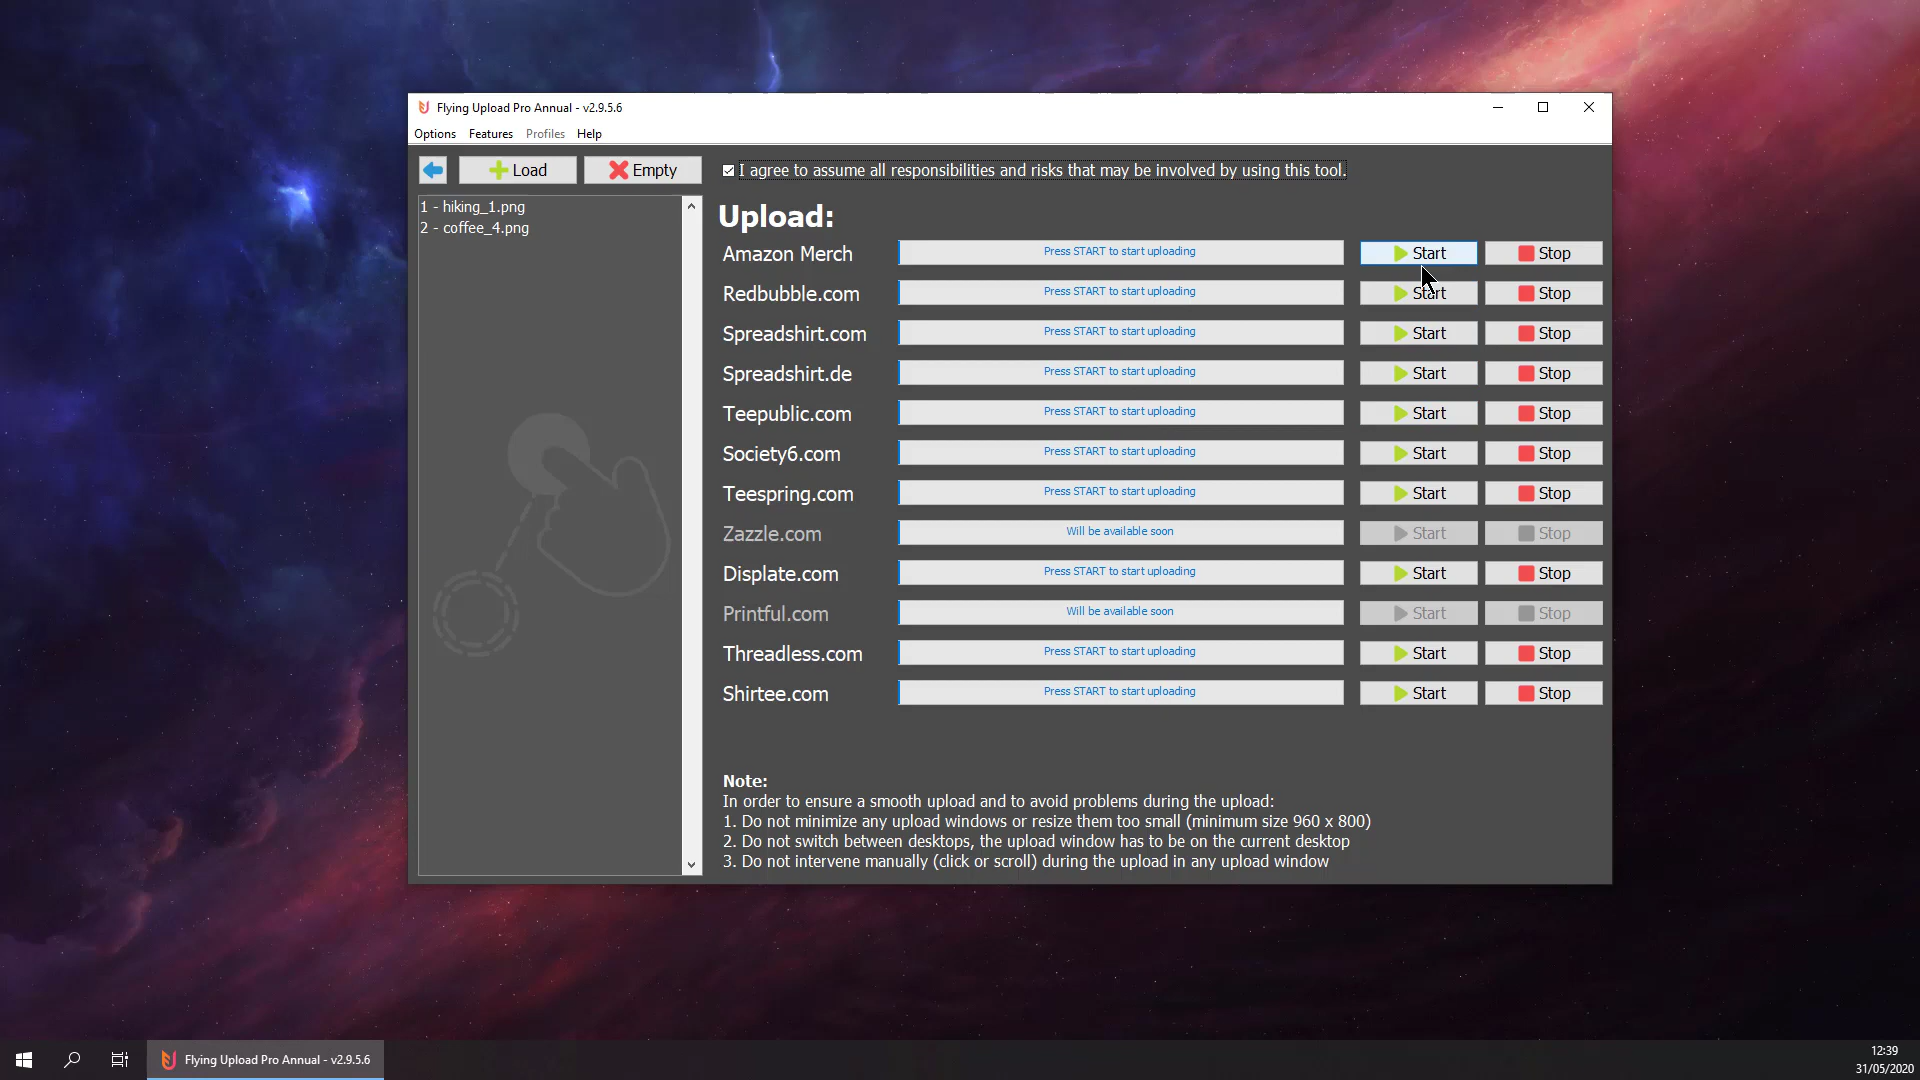 Flying Upload Pro Annual - v2.9.5.6
Options Features Profiles Help
Load Empty
I agree to assume all responsibilities and risks that may be involved by using this tool.
1 - hiking_1.png
2 - coffee_4.png
Upload:
Amazon Merch Press START to start uploading Start Stop
Redbubble.com Press START to start uploading Start Stop
Spreadshirt.com Press START to start uploading Start Stop
Spreadshirt.de Press START to start uploading Start Stop
Teepublic.com Press START to start uploading Start Stop
Society6.com Press START to start uploading Start Stop
Teespring.com Press START to start uploading Start Stop
Zazzle.com Will be available soon Start Stop
Displate.com Press START to start uploading Start Stop
Printful.com Will be available soon Start Stop
Threadless.com Press START to start uploading Start Stop
Shirtee.com Press START to start uploading Start Stop
Note:
In order to ensure a smooth upload and to avoid problems during the upload:
1. Do not minimize any upload windows or resize them too small (minimum size 960 x 800)
2. Do not switch between desktops, the upload window has to be on the current desktop
3. Do not intervene manually (click or scroll) during the upload in any upload window
Flying Upload Pro Annual - v2.9.5.6
12:39
31/05/2020